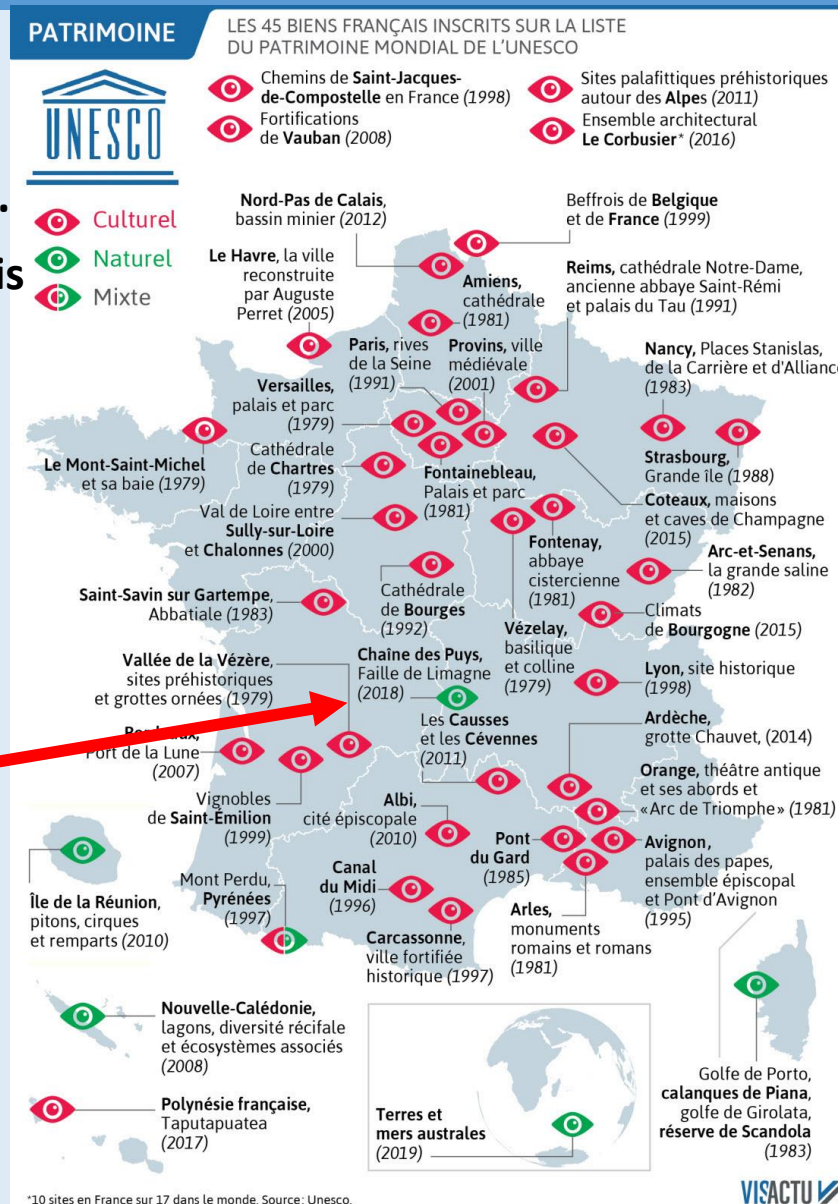 PATRIMOINE
LES 45 BIENS FRANÇAIS INSCRITS SUR LA LISTE
DU PATRIMOINE MONDIAL DE L'UNESCO
UNESCO
Chemins de Saint-Jacques-
de-Compostelle en France (1998)
Fortifications
de Vauban (2008)
Sites palafittiques préhistoriques
autour des Alpes (2011)
Ensemble architectural
Le Corbusier* (2016)
.
is
Culturel
Naturel
Mixte
Nord-Pas de Calais,
bassin minier (2012)
Beffrois de Belgique
et de France (1999)
Le Havre, la ville
reconstruite
par Auguste
Perret (2005)
Amiens,
cathédrale
(1981)
Reims, cathédrale Notre-Dame,
ancienne abbaye Saint-Rémi
et palais du Tau (1991)
Paris, rives
de la Seine
(1991)
Provins, ville
médiévale
(2001)
Nancy, Places Stanislas,
de la Carrière et d'Alliance
(1983)
Versailles,
palais et parc
(1979)
Le Mont-Saint-Michel
et sa baie (1979)
Cathédrale
de Chartres
(1979)
Fontainebleau,
Palais et parc
(1981)
Strasbourg,
Grande île (1988)
Coteaux, maisons
et caves de Champagne
(2015)
Val de Loire entre
Sully-sur-Loire
et Chalonnes (2000)
Fontenay,
abbaye
cistercienne
(1981)
Arc-et-Senans,
la grande saline
(1982)
Saint-Savin sur Gartempe,
Abbatiale (1983)
Cathédrale
de Bourges
(1992)
Climats
de Bourgogne (2015)
Vézelay,
basilique
et colline
(1979)
Vallée de la Vézère,
sites préhistoriques
et grottes ornées (1979)
Chaîne des Puys,
Faille de Limagne
(2018)
Lyon, site historique
(1998)
Les Causses
et les Cévennes
(2011)
Ardèche,
grotte Chauvet, (2014)
Port de la Lune
(2007)
Orange, théâtre antique
et ses abords et
«Arc de Triomphe» (1981)
Vignobles
de Saint-Émilion
(1999)
Albi,
cité épiscopale
(2010)
Pont
du Gard
(1985)
Avignon,
palais des papes,
ensemble épiscopal
et Pont d'Avignon
(1995)
Île de la Réunion,
pitons, cirques
et remparts (2010)
Mont Perdu,
Pyrénées
(1997)
Canal
du Midi
(1996)
Carcassonne,
ville fortifiée
historique (1997)
Arles,
monuments
romains et romans
(1981)
Nouvelle-Calédonie,
lagons, diversité récifale
et écosystèmes associés
(2008)
Polynésie française,
Taputapuatea
(2017)
Terres et
mers australes
(2019)
Golfe de Porto,
calanques de Piana,
golfe de Girolata,
réserve de Scandola
(1983)
*10 sites en France sur 17 dans le monde. Source: Unesco.
VISACTU